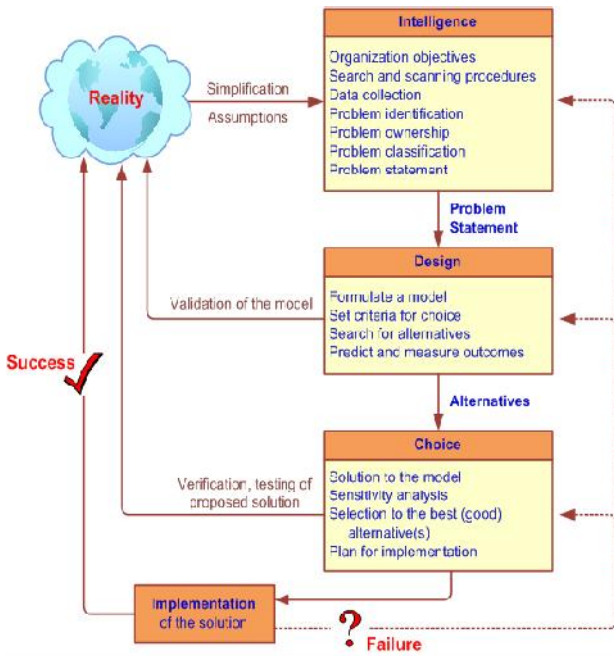 Intelligence
Organization objectives
Search and scanning procedures
Data collection
Problem identification
Problem ownership
Problem classification
Problem statement
Reality
Simplification
Assumptions
Problem
Statement
Design
Formulate a model
Set criteria for choice
Search for alternatives
Predict and measure outcomes
Validation of the model
Success
Alternatives
Choice
Solution to the model
Sensitivity analysis
Selection to the best (good)
alternative(s)
Plan for implementation
Verification, testing of
proposed solution
Implementation
of the solution
?
Failure